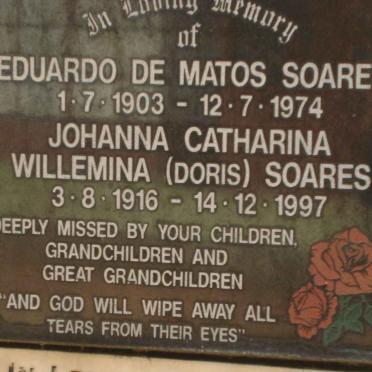 In Loving Memory
of
EDUARDO DE MATOS SOARE
1·7·1903 - 12·7·1974
JOHANNA CATHARINA
WILLEMINA (DORIS) SOARES
3·8·1916 - 14·12·1997
DEEPLY MISSED BY YOUR CHILDREN,
GRANDCHILDREN AND
GREAT GRANDCHILDREN
"AND GOD WILL WIPE AWAY ALL
TEARS FROM THEIR EYES"